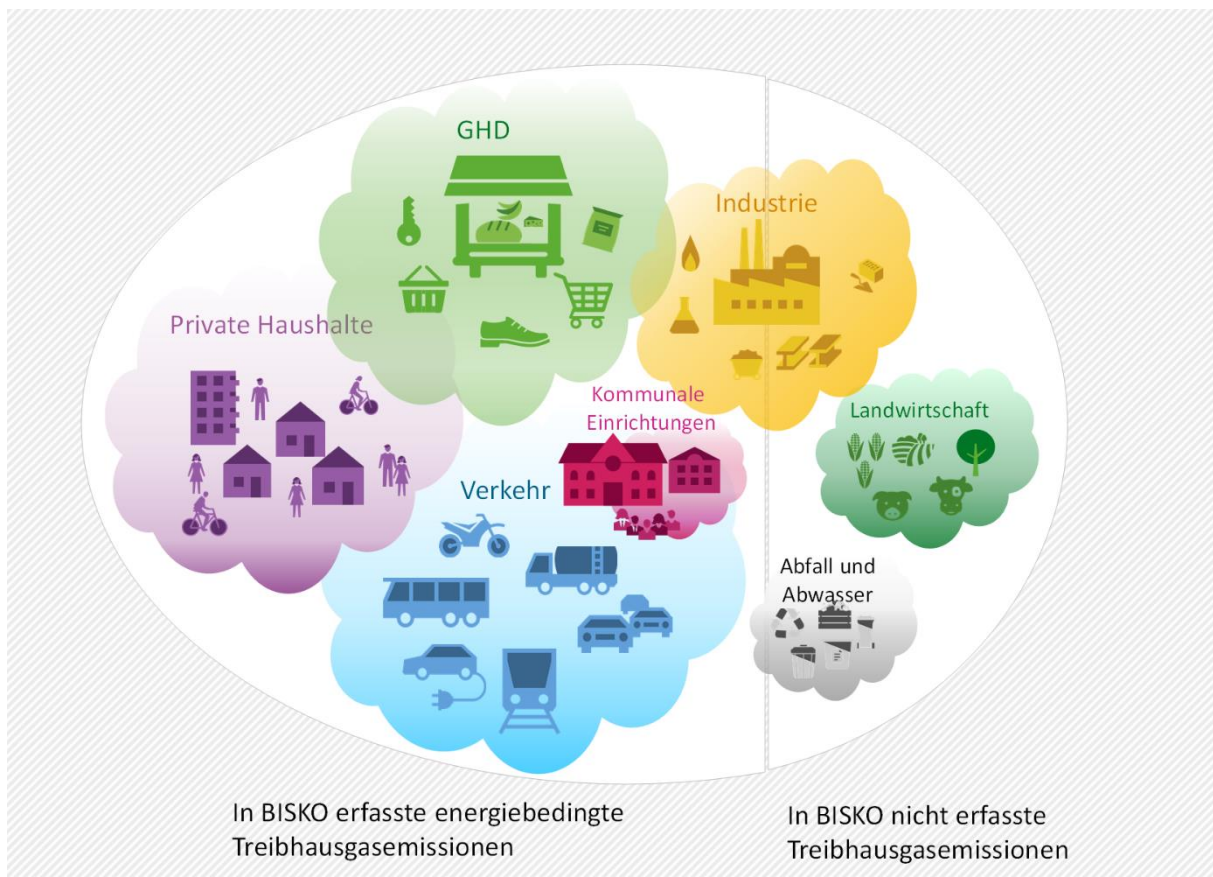 GHD
Industrie
Private Haushalte
Kommunale
Einrichtungen
Landwirtschaft
Verkehr
Abfall und
Abwasser
In BISKO erfasste energiebedingte
Treibhausgasemissionen
In BISKO nicht erfasste
Treibhausgasemissionen